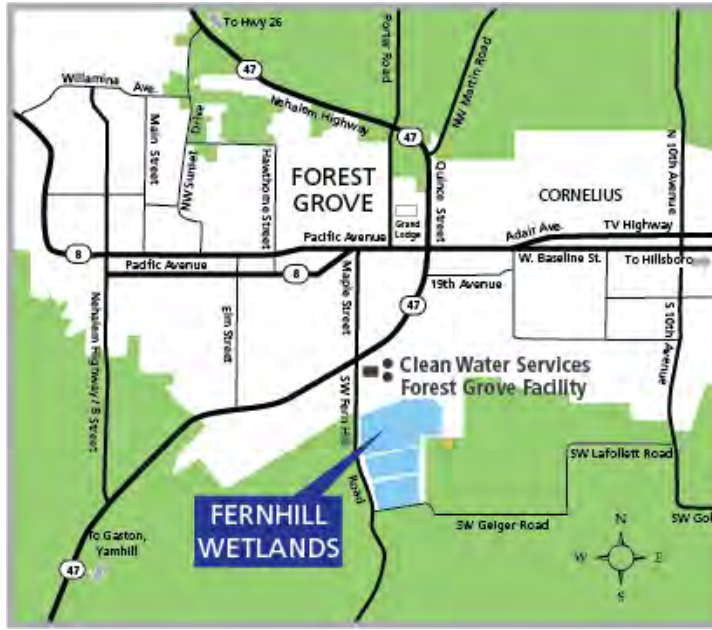 To Hwy 26
47
Porter Road
NW Martin Road
Willamina Ave.
Nehalem Highway
47
Main Street
NW Sunset Drive
Hawthorne Street
FOREST
GROVE
Quince Street
CORNELIUS
N 10th Avenue
Grand
Lodge
Adair Ave.
TV Highway
Pacific Avenue
8
Pacific Avenue
8
W. Baseline St.
To Hillsboro
19th Avenue
47
Maple Street
Elm Street
Nehalem Highway / B Street
S 10th Avenue
Clean Water Services
Forest Grove Facility
SW Fern Hill Road
SW Lafollett Road
FERNHILL
WETLANDS
SW Geiger Road
SW Gol
To Gaston,
Yamhill
47
N
W
E
S